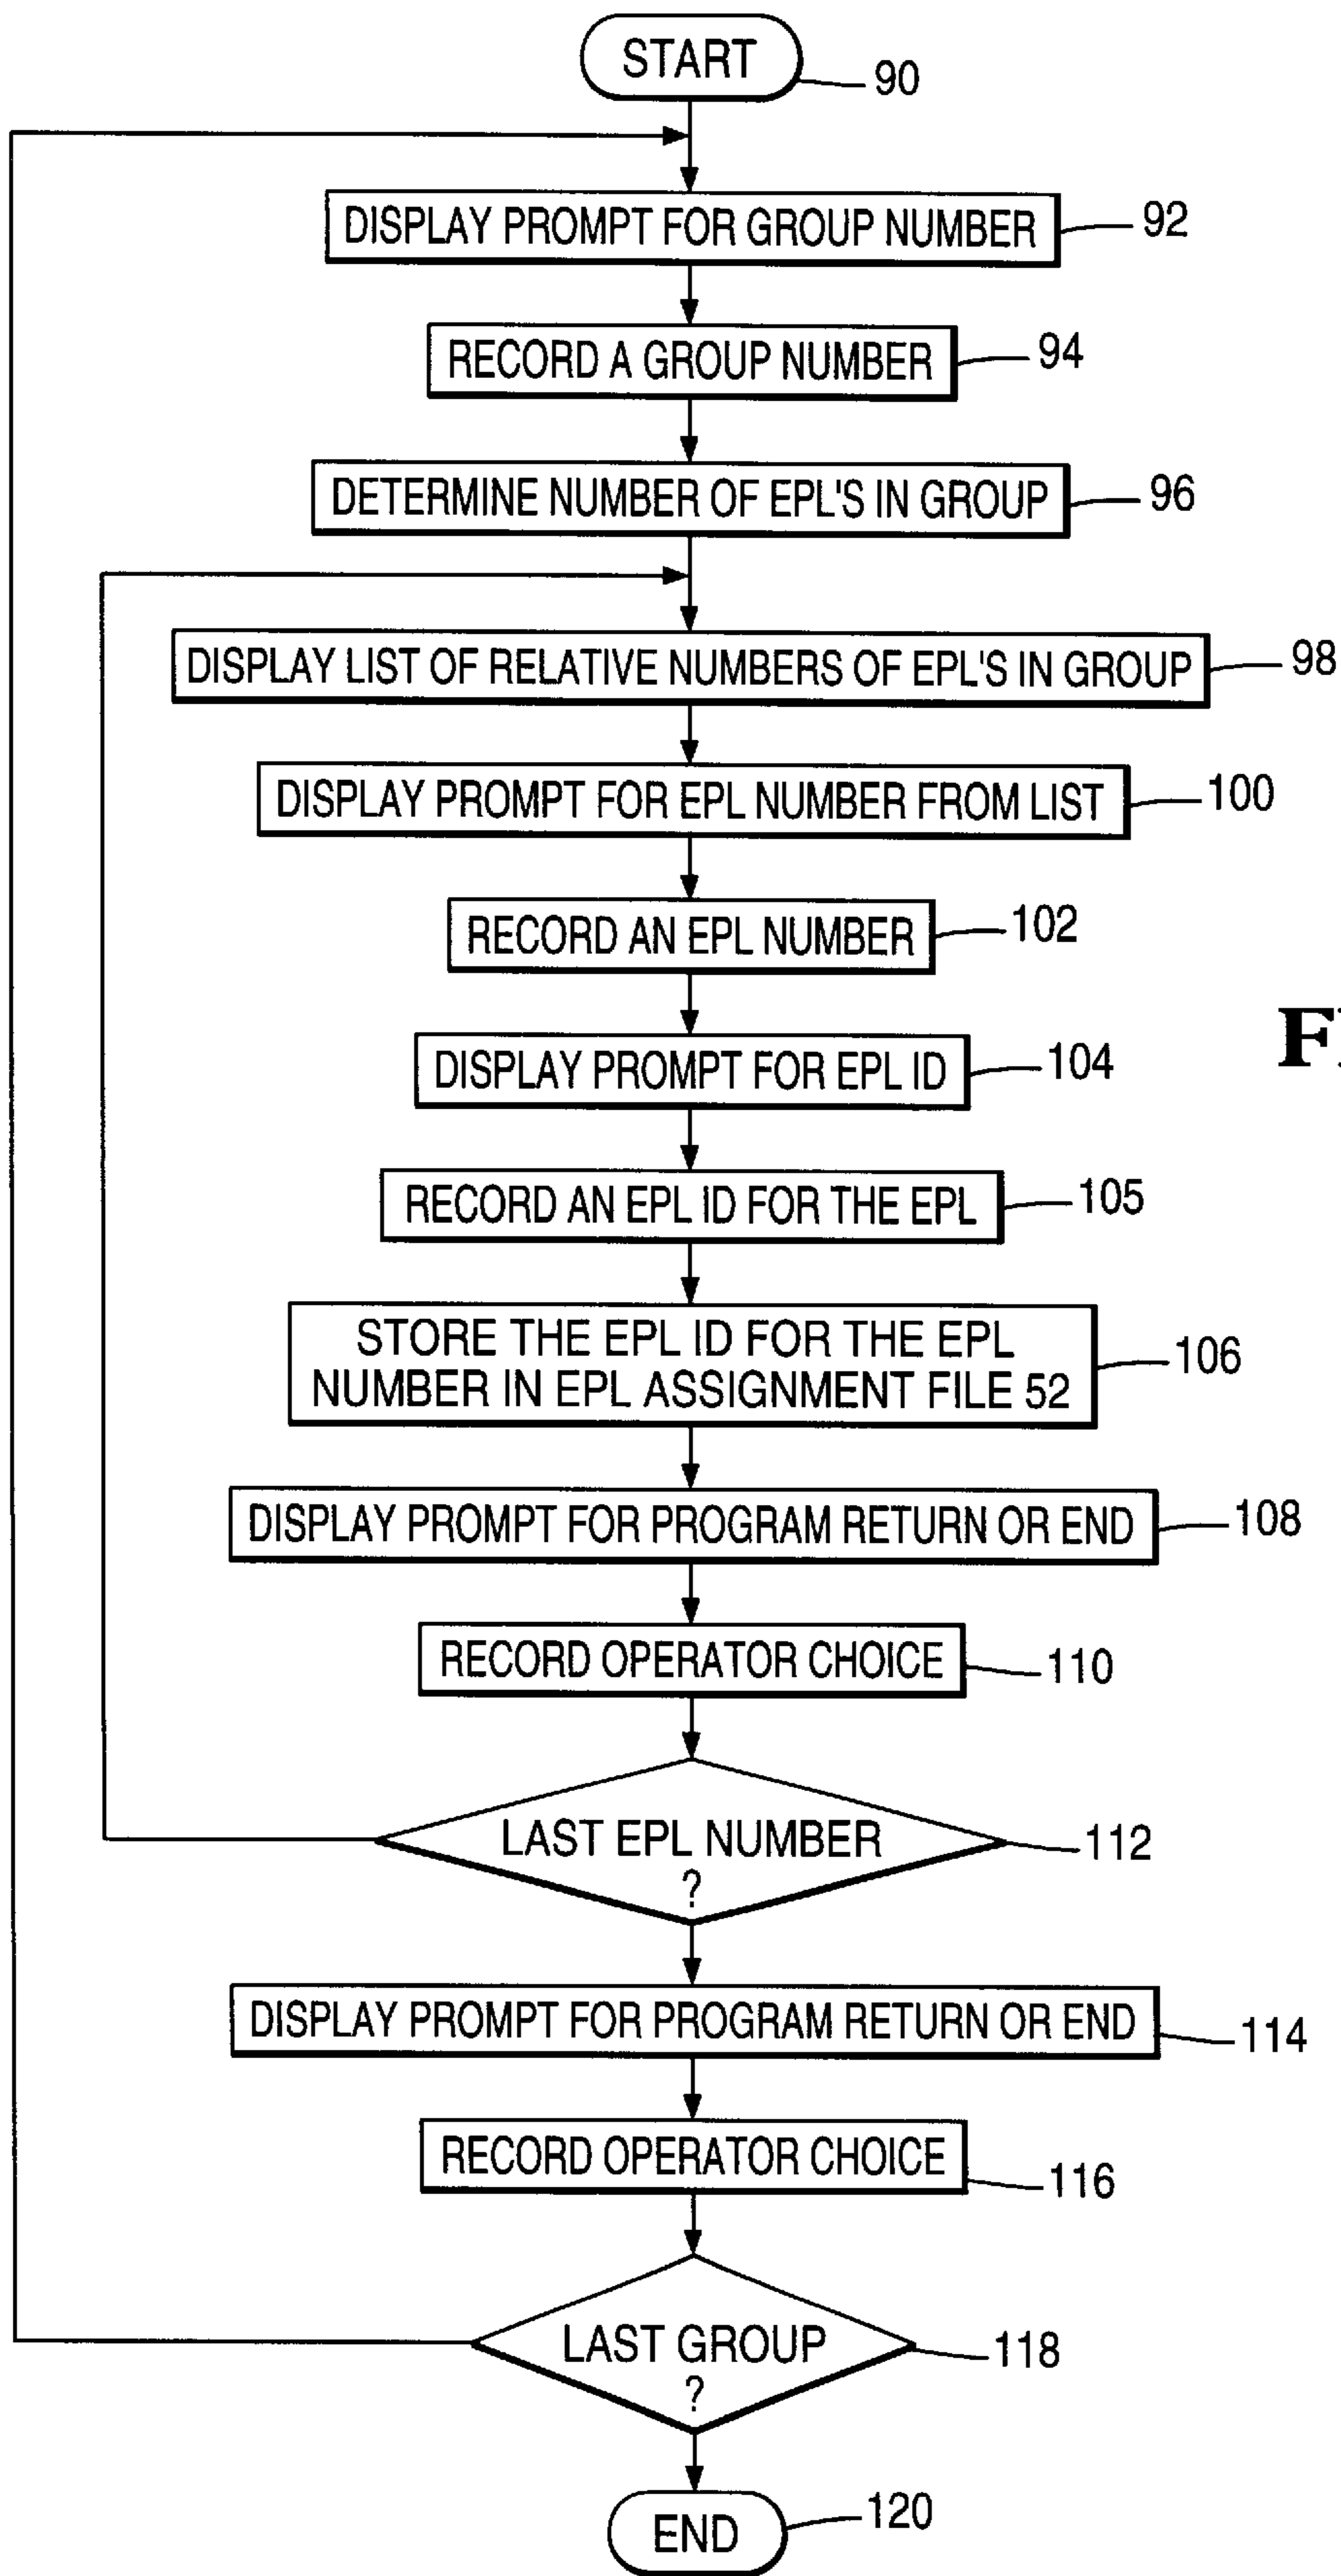 START
90
DISPLAY PROMPT FOR GROUP NUMBER
92
RECORD A GROUP NUMBER
94
DETERMINE NUMBER OF EPL'S IN GROUP
96
DISPLAY LIST OF RELATIVE NUMBERS OF EPL'S IN GROUP
98
DISPLAY PROMPT FOR EPL NUMBER FROM LIST
100
RECORD AN EPL NUMBER
102
DISPLAY PROMPT FOR EPL ID
104
RECORD AN EPL ID FOR THE EPL
105
STORE THE EPL ID FOR THE EPL
NUMBER IN EPL ASSIGNMENT FILE 52
106
DISPLAY PROMPT FOR PROGRAM RETURN OR END
108
RECORD OPERATOR CHOICE
110
LAST EPL NUMBER
?
112
DISPLAY PROMPT FOR PROGRAM RETURN OR END
114
RECORD OPERATOR CHOICE
116
LAST GROUP
?
118
END
120